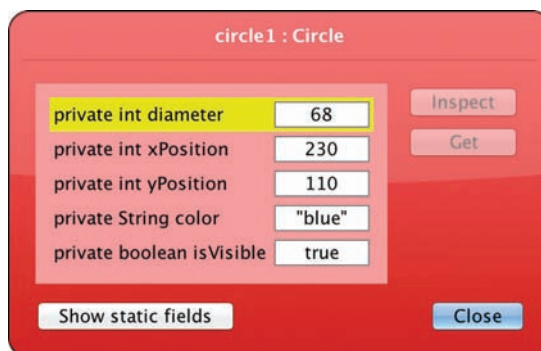 circle1 : Circle
private int diameter 68
private int xPosition 230
private int yPosition 110
private String color "blue"
private boolean isVisible true
Inspect
Get
Show static fields
Close